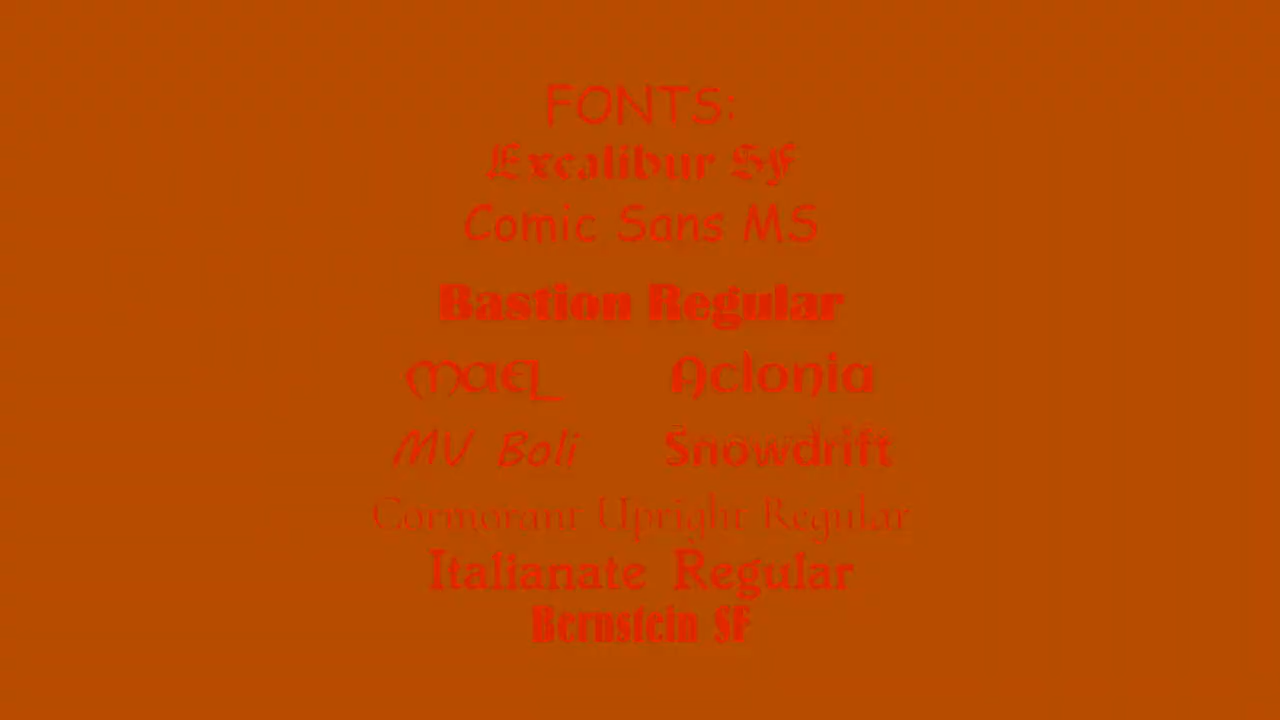 FONTS:
Excalibur SF
Comic Sans MS
Bastion Regular
Mael Aclonia
MV Boli Snowdrift
Cormorant Upright Regular
Italianate Regular
Bernstein SF